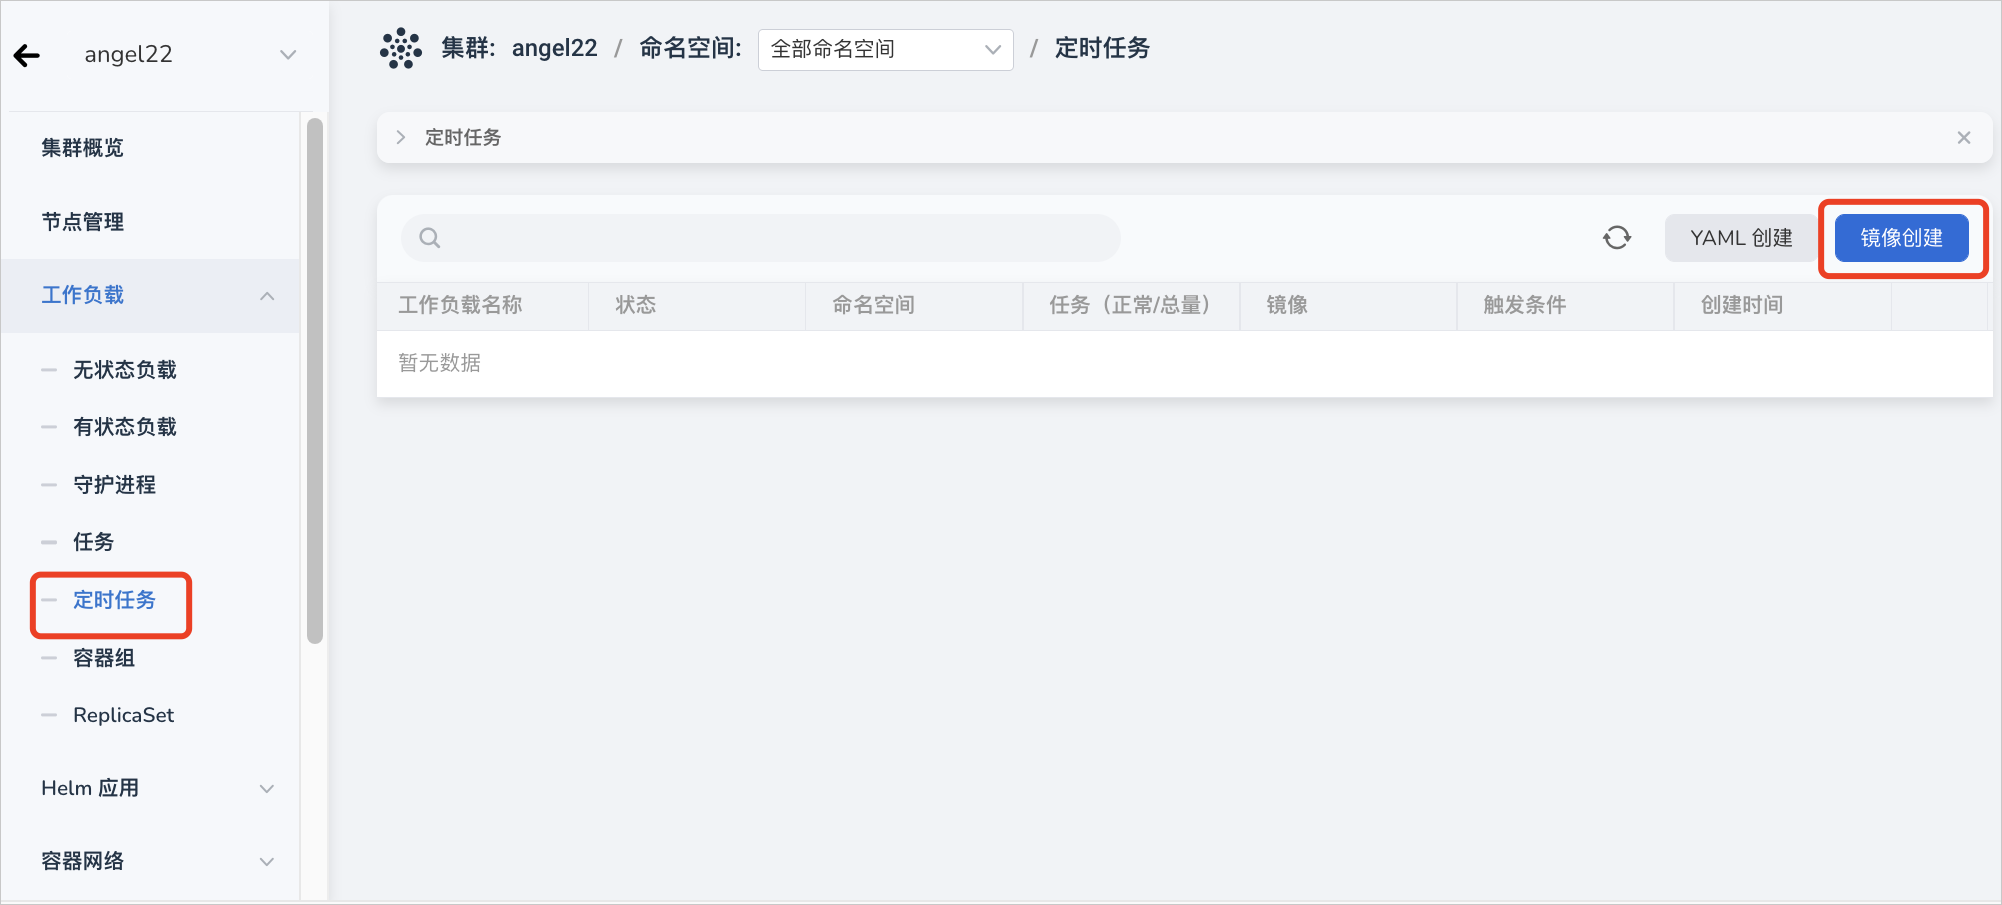 angel22
集群: angel22 / 命名空间: 全部命名空间 / 定时任务
集群概览
节点管理
工作负载
无状态负载
有状态负载
守护进程
任务
定时任务
容器组
ReplicaSet
Helm 应用
容器网络
定时任务
YAML 创建 镜像创建
工作负载名称 状态 命名空间 任务（正常/总量） 镜像 触发条件 创建时间
暂无数据